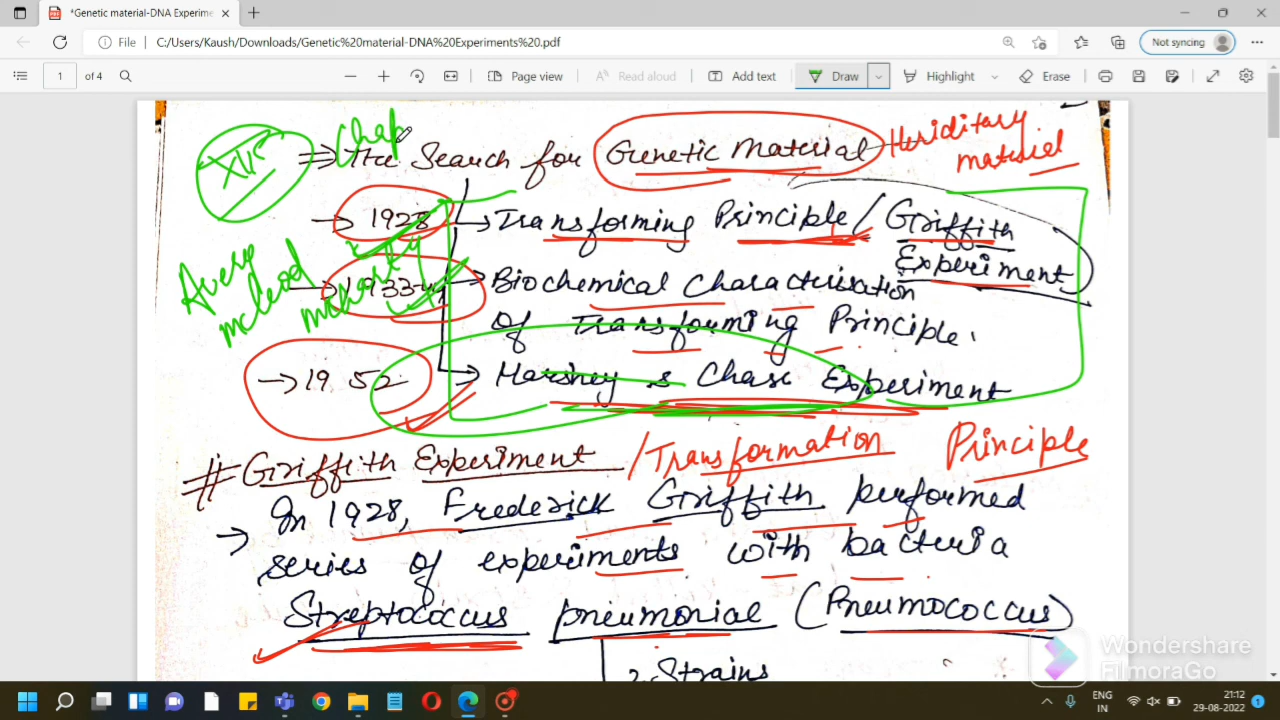 *Genetic material-DNA Experime
File
C:/Users/Kaush/Downloads/Genetic%20material-DNA%20Experiments%20.pdf
Not syncing
1 of 4
Page view
Read aloud
Add text
Draw
Highlight
Erase
XII
Chap
⇒ The Search for Genetic Material - Heriditary material
→ 1928 → Transforming Principle / Griffith Experiment
Avery
mcleod
mcharty
→ 1933-44 → Biochemical Characterisation
of Transforming Principle.
→ 1952 → Harshey & Chase Experiment
# Griffith Experiment / Transformation Principle
→ In 1928, Frederick Griffith performed
series of experiments with bacteria
Streptococcus pneumoniae (Pneumococcus)
2 Strains
Wondershare
FilmoraGo
ENG
IN
21:12
29-08-2022